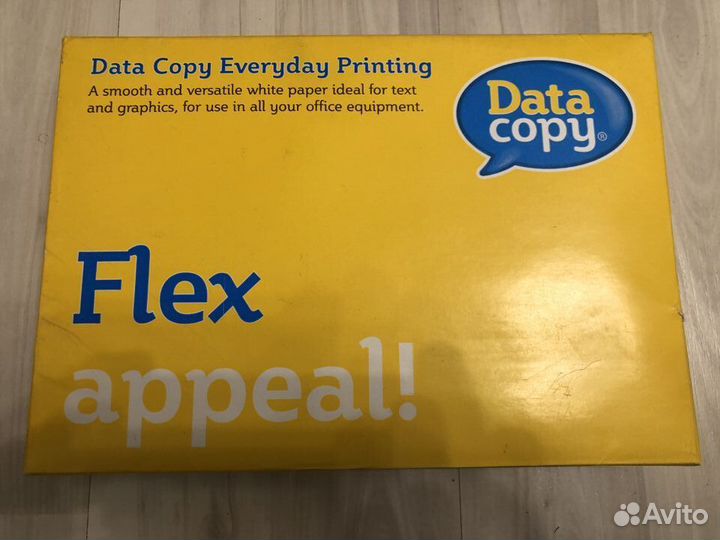 Data Copy Everyday Printing
A smooth and versatile white paper ideal for text
and graphics, for use in all your office equipment.
Data
copy®
Flex
appeal!
Avito